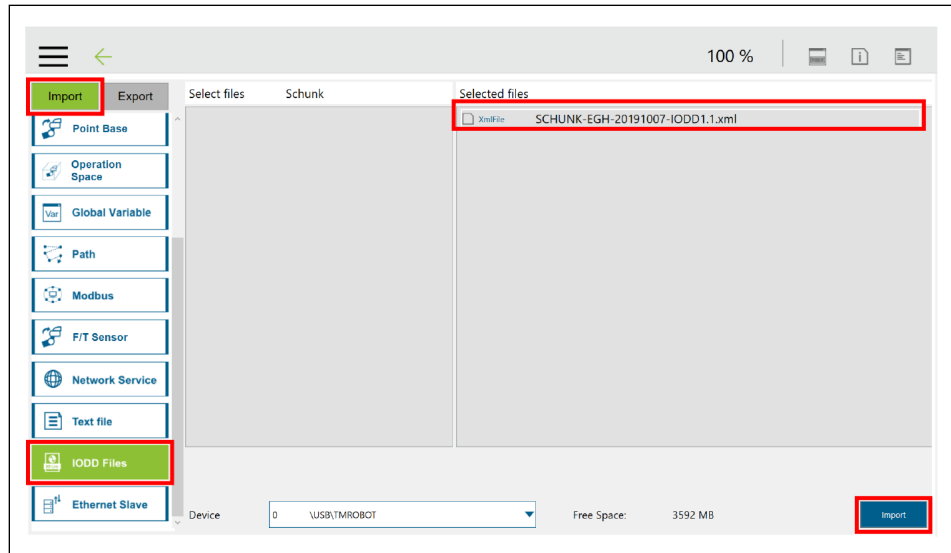 100 %
Import Export Select files Schunk Selected files
XmlFile SCHUNK-EGH-20191007-IODD1.1.xml
Point Base
Operation
Space
Var Global Variable
Path
Modbus
F/T Sensor
Network Service
Text file
IODD Files
Ethernet Slave
Device 0 \USB\TMROBOT Free Space: 3592 MB Import